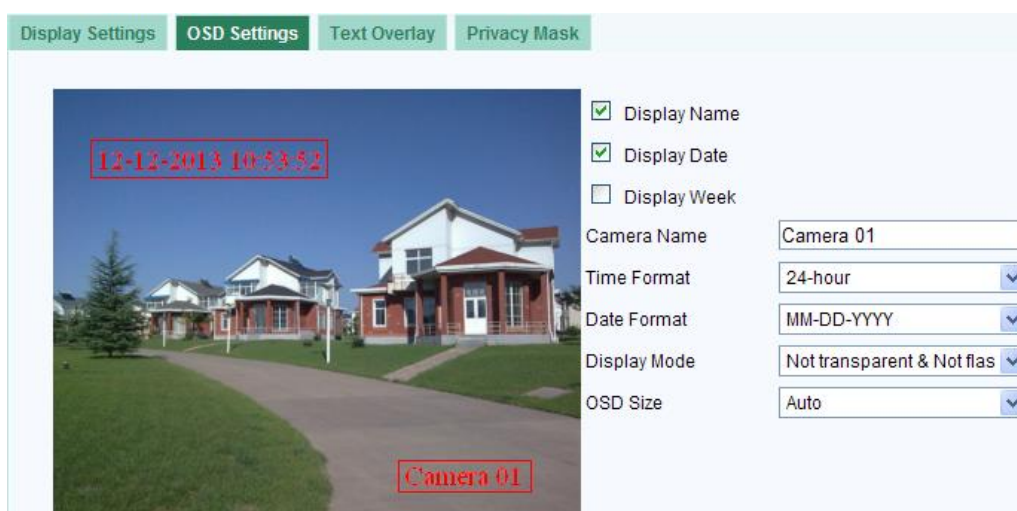 Display Settings OSD Settings Text Overlay Privacy Mask
12-12-2013 10:53:52
Display Name
Display Date
Display Week
Camera Name Camera 01
Time Format 24-hour
Date Format MM-DD-YYYY
Display Mode Not transparent & Not flas
OSD Size Auto
Camera 01